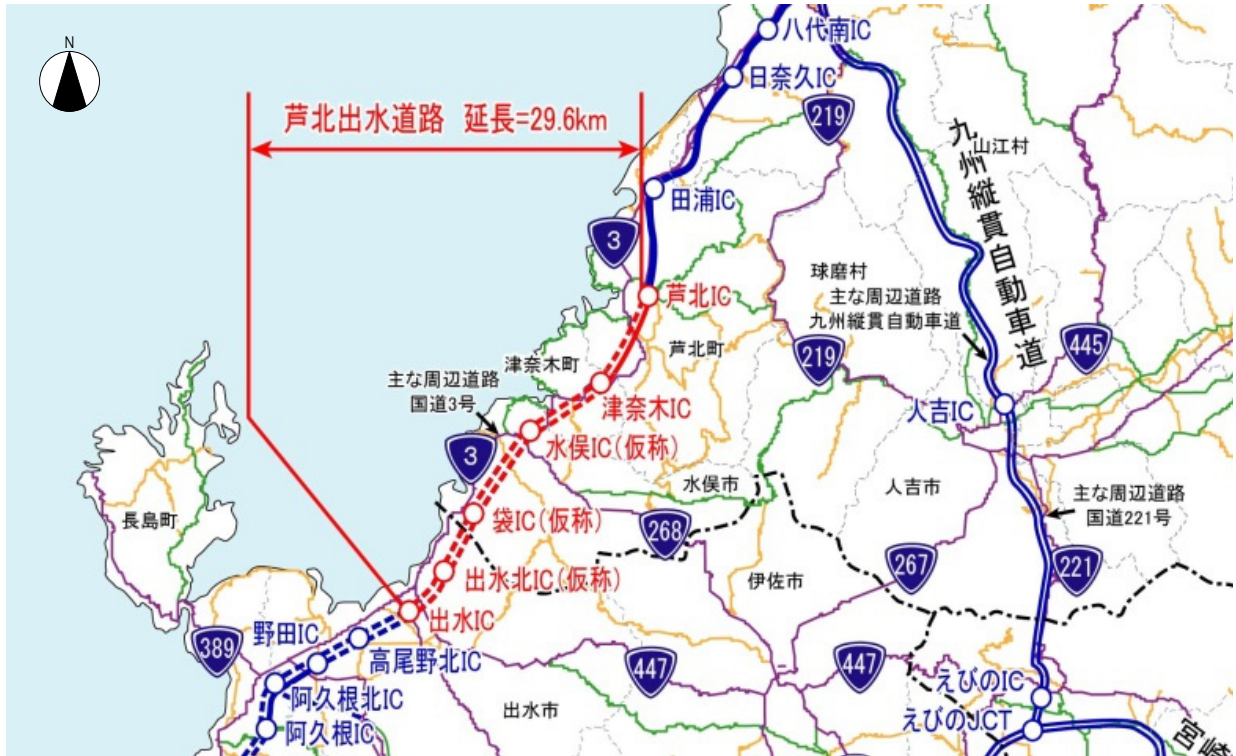 N
八代南IC
日奈久IC
219
山江村
九州縦貫自動車道
芦北出水道路 延長=29.6km
田浦IC
3
球磨村
主な周辺道路
九州縦貫自動車道
芦北IC
芦北町
219
445
津奈木町
主な周辺道路
国道3号
津奈木IC
人吉IC
水俣IC(仮称)
3
水俣市
人吉市
主な周辺道路
国道221号
長島町
袋IC(仮称)
268
267
221
伊佐市
出水北IC(仮称)
出水IC
野田IC
389
高尾野北IC
447
447
えびのIC
阿久根北IC
出水市
えびのJCT
阿久根IC
宮崎